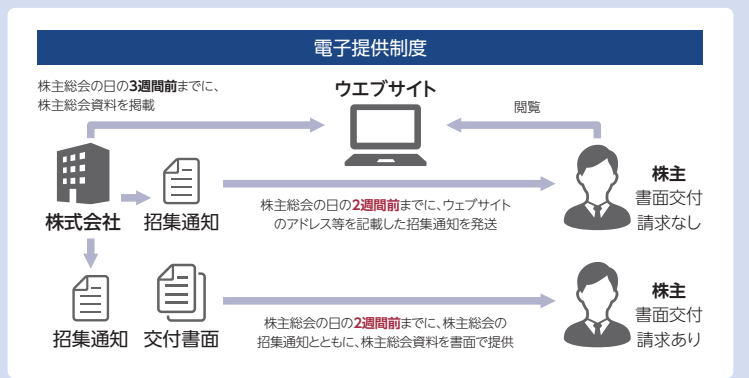 電子提供制度
株主総会の日の3週間前までに、
株主総会資料を掲載
ウエブサイト
閲覧
株式会社
招集通知
株主総会の日の2週間前までに、ウェブサイト
のアドレス等を記載した招集通知を発送
株主
書面交付
請求なし
招集通知
交付書面
株主総会の日の2週間前までに、株主総会の
招集通知とともに、株主総会資料を書面で提供
株主
書面交付
請求あり